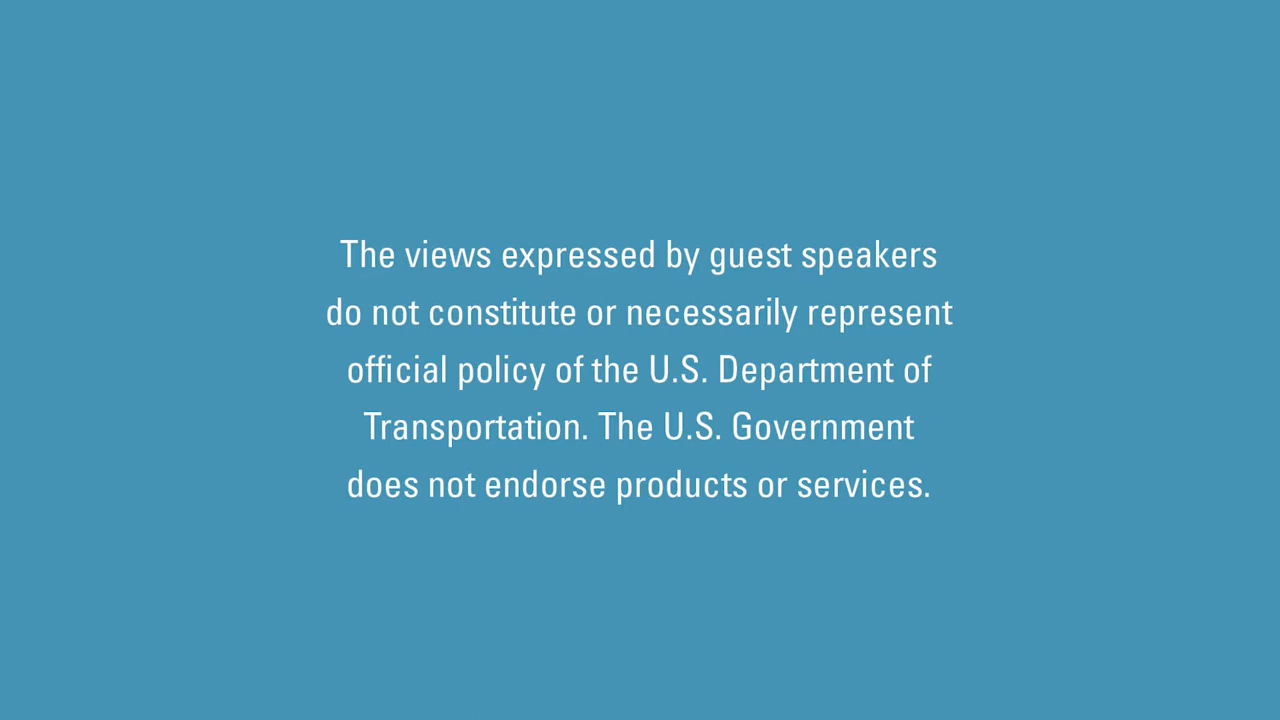 The views expressed by guest speakers
do not constitute or necessarily represent
official policy of the U.S. Department of
Transportation. The U.S. Government
does not endorse products or services.